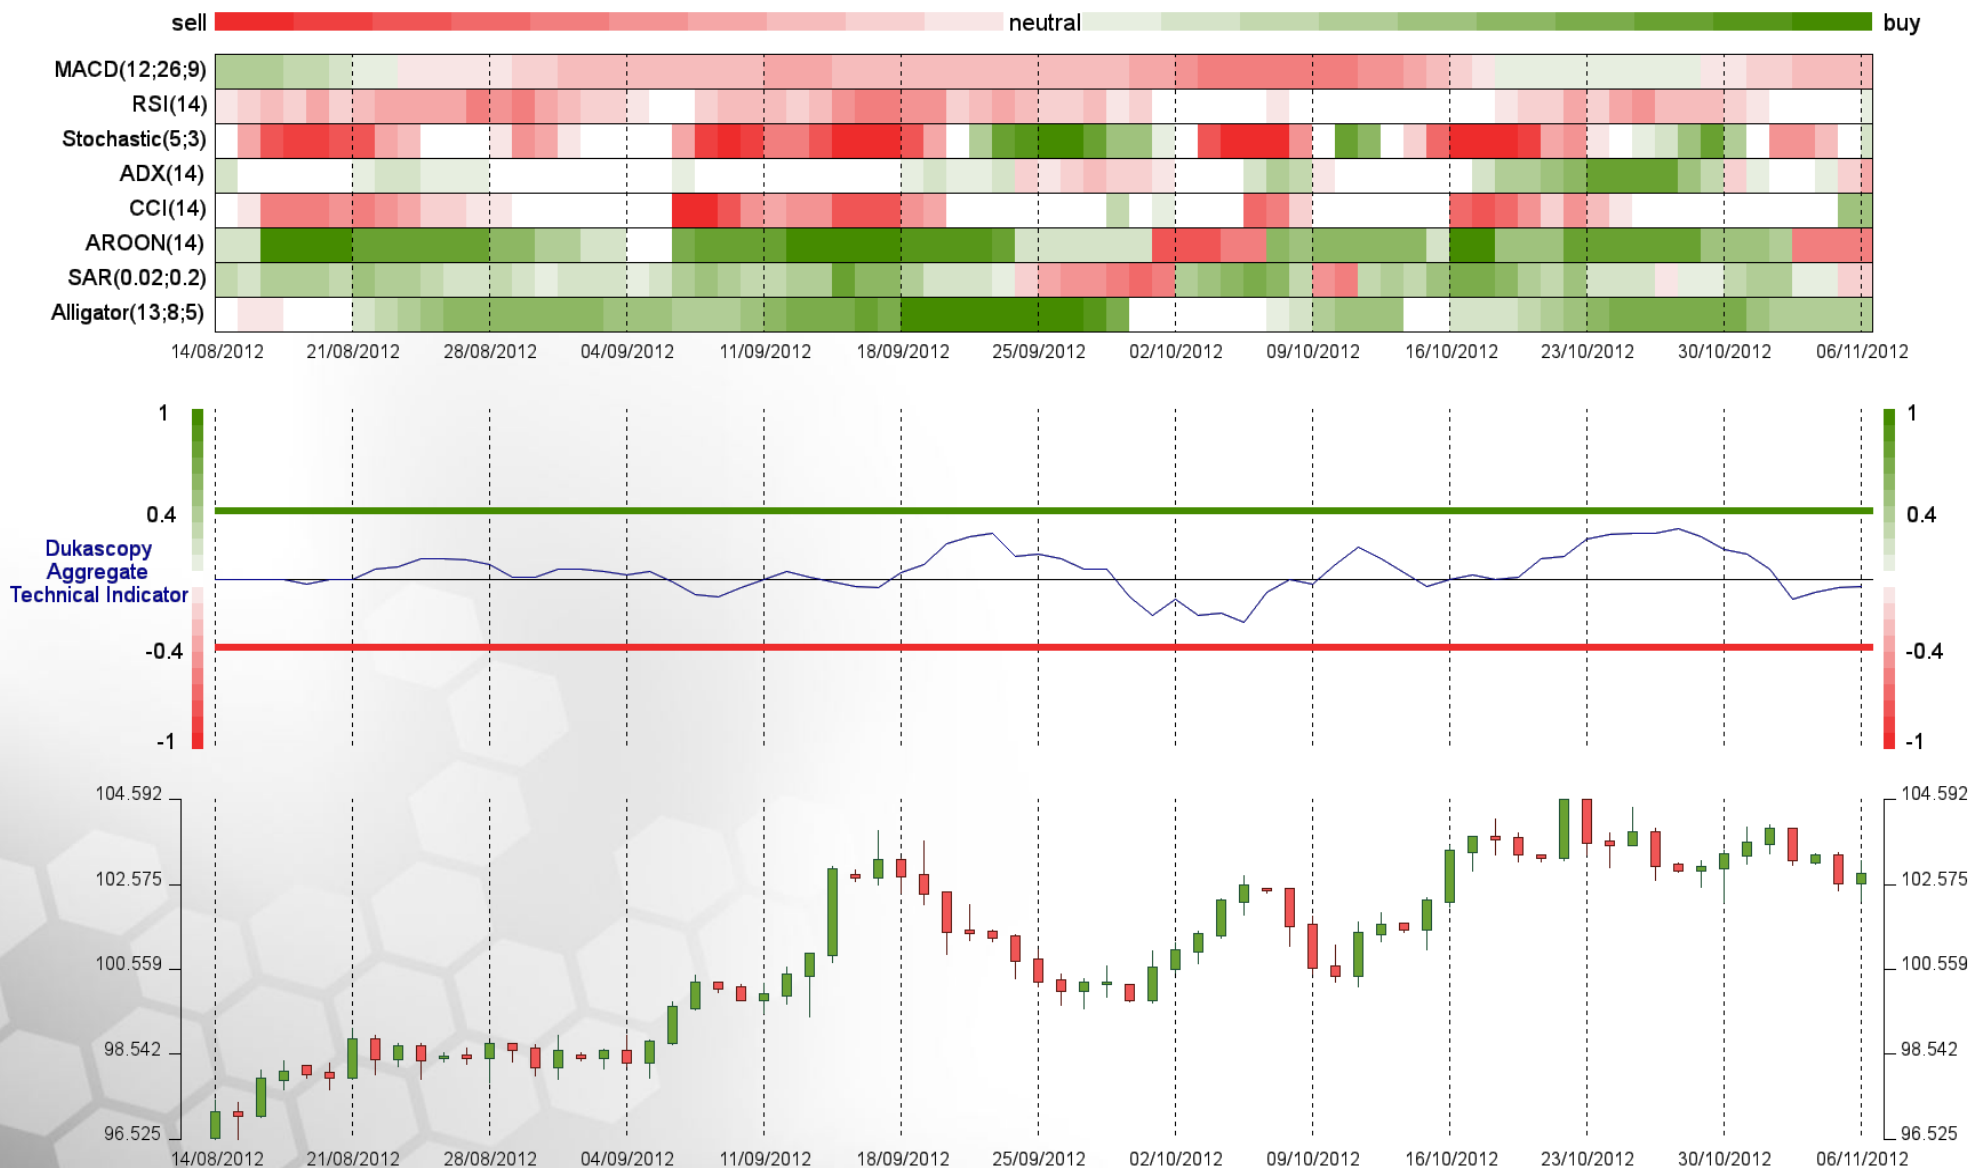 sell neutral buy
MACD(12;26;9)
RSI(14)
Stochastic(5;3)
ADX(14)
CCI(14)
AROON(14)
SAR(0.02;0.2)
Alligator(13;8;5)
14/08/2012 21/08/2012 28/08/2012 04/09/2012 11/09/2012 18/09/2012 25/09/2012 02/10/2012 09/10/2012 16/10/2012 23/10/2012 30/10/2012 06/11/2012
1 1
0.4 0.4
Dukascopy
Aggregate
Technical Indicator
-0.4 -0.4
-1 -1
104.592 104.592
102.575 102.575
100.559 100.559
98.542 98.542
96.525 96.525
14/08/2012 21/08/2012 28/08/2012 04/09/2012 11/09/2012 18/09/2012 25/09/2012 02/10/2012 09/10/2012 16/10/2012 23/10/2012 30/10/2012 06/11/2012